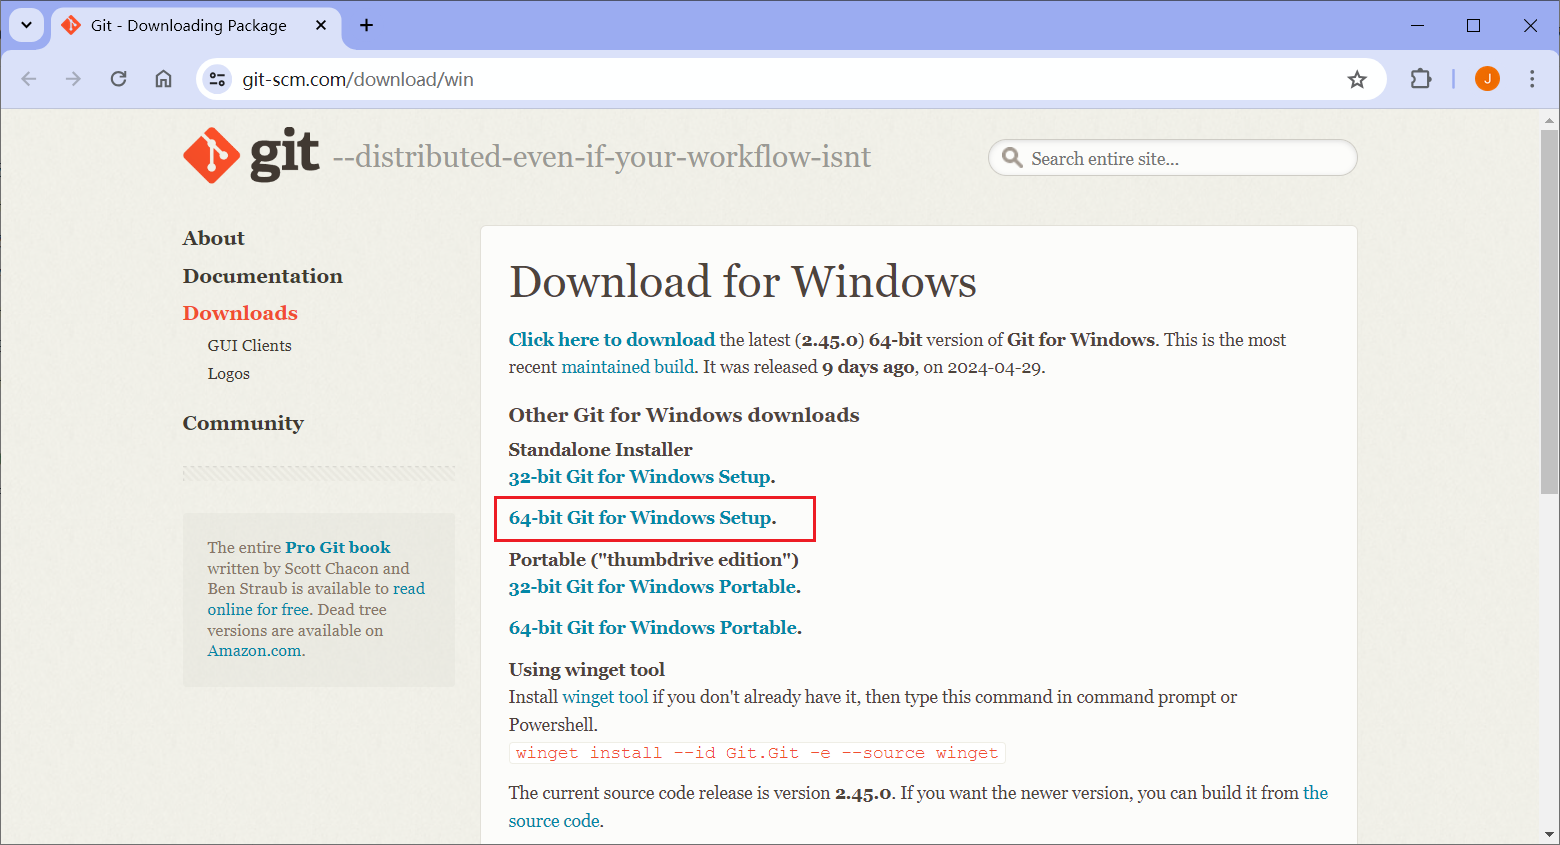 Git - Downloading Package
git-scm.com/download/win
J
git --distributed-even-if-your-workflow-isnt
Search entire site...
About
Documentation
Downloads
GUI Clients
Logos
Community
The entire Pro Git book
written by Scott Chacon and
Ben Straub is available to read
online for free. Dead tree
versions are available on
Amazon.com.
Download for Windows
Click here to download the latest (2.45.0) 64-bit version of Git for Windows. This is the most
recent maintained build. It was released 9 days ago, on 2024-04-29.
Other Git for Windows downloads
Standalone Installer
32-bit Git for Windows Setup.
64-bit Git for Windows Setup.
Portable ("thumbdrive edition")
32-bit Git for Windows Portable.
64-bit Git for Windows Portable.
Using winget tool
Install winget tool if you don't already have it, then type this command in command prompt or
Powershell.
winget install --id Git.Git -e --source winget
The current source code release is version 2.45.0. If you want the newer version, you can build it from the
source code.